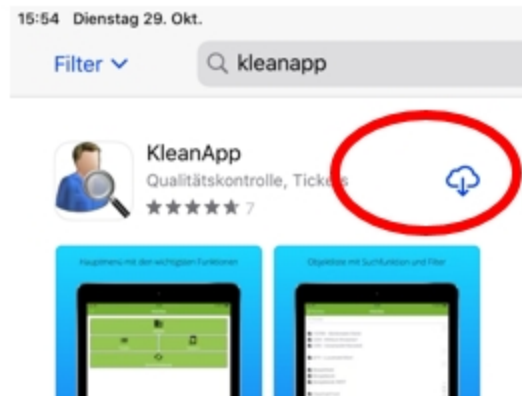 15:54 Dienstag 29. Okt.
Filter
kleanapp
KleanApp
Qualitätskontrolle, Tickets
7
Hauptmenü mit den wichtigsten Funktionen
Objektliste mit Suchfunktion und Filter